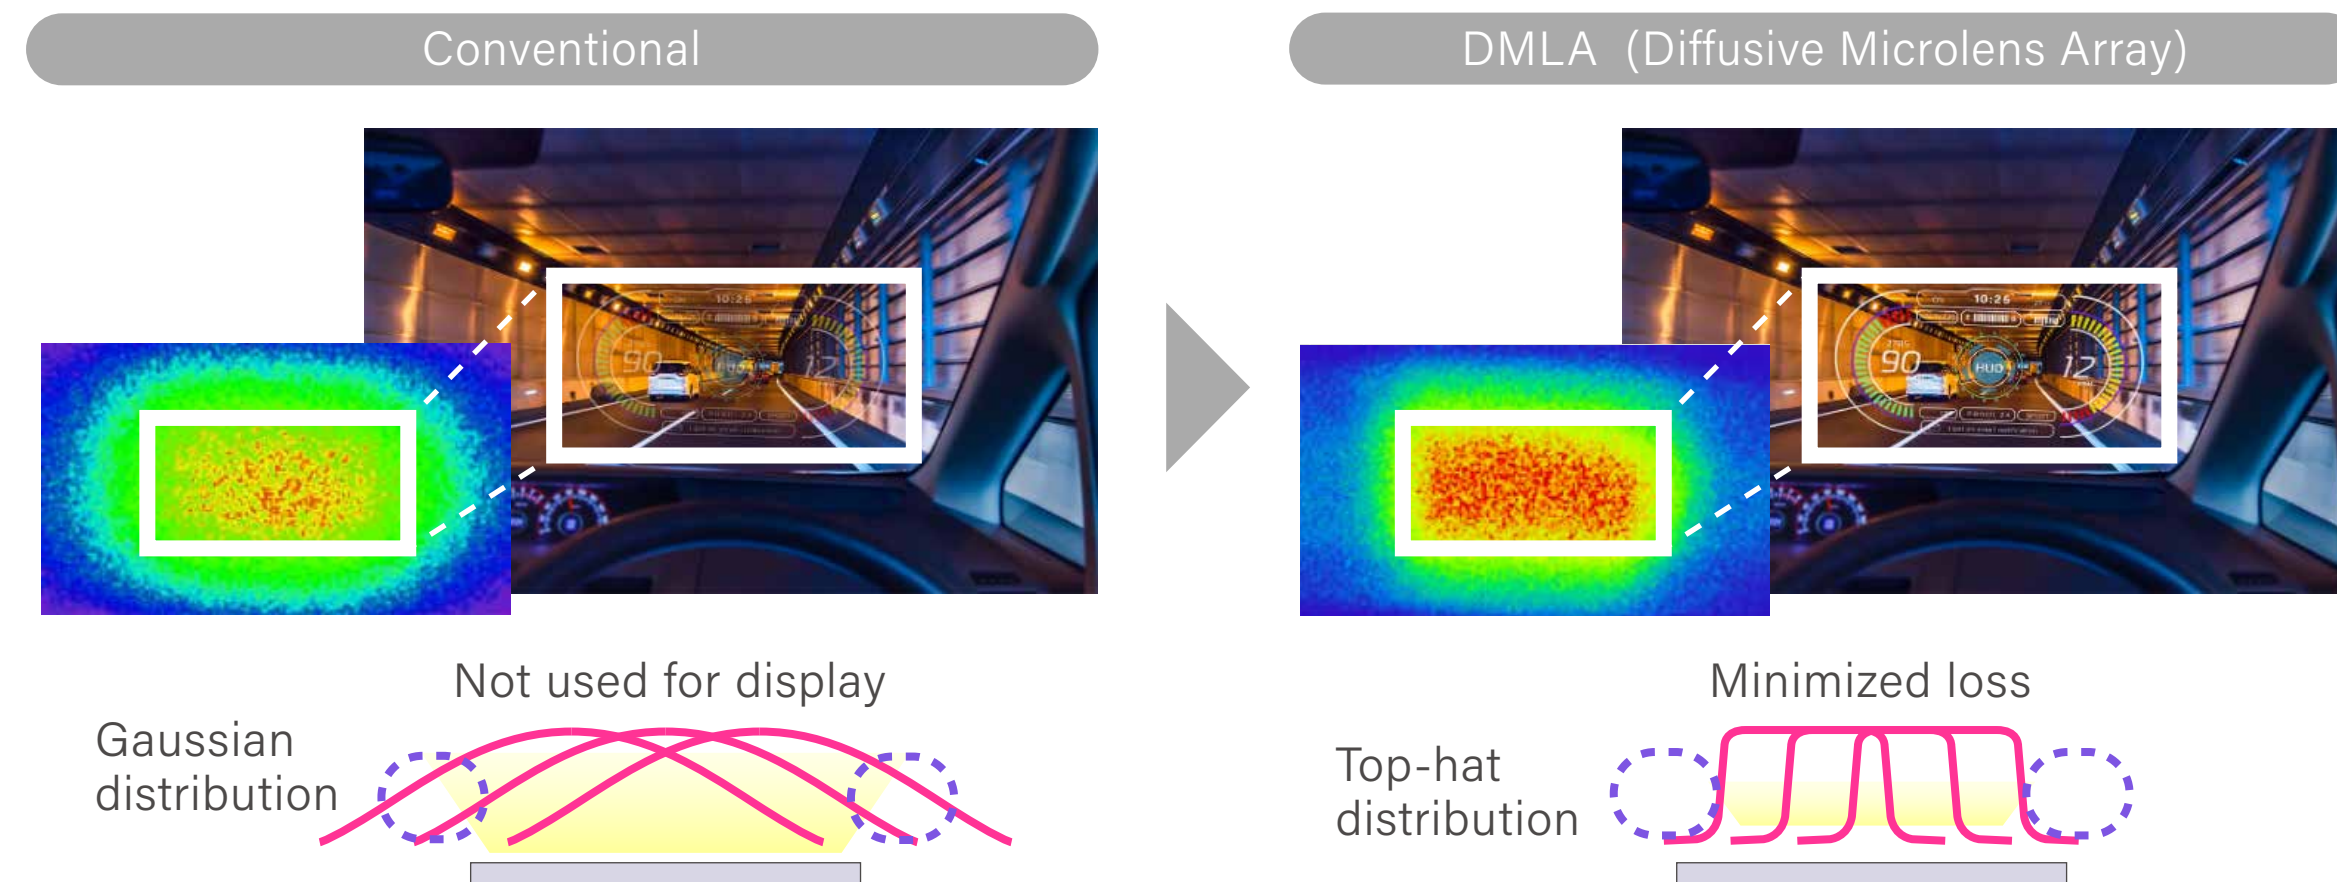 Conventional
DMLA (Diffusive Microlens Array)
10:26
90
12
HUD
10:26
90
12
HUD
Not used for display
Gaussian
distribution
Minimized loss
Top-hat
distribution